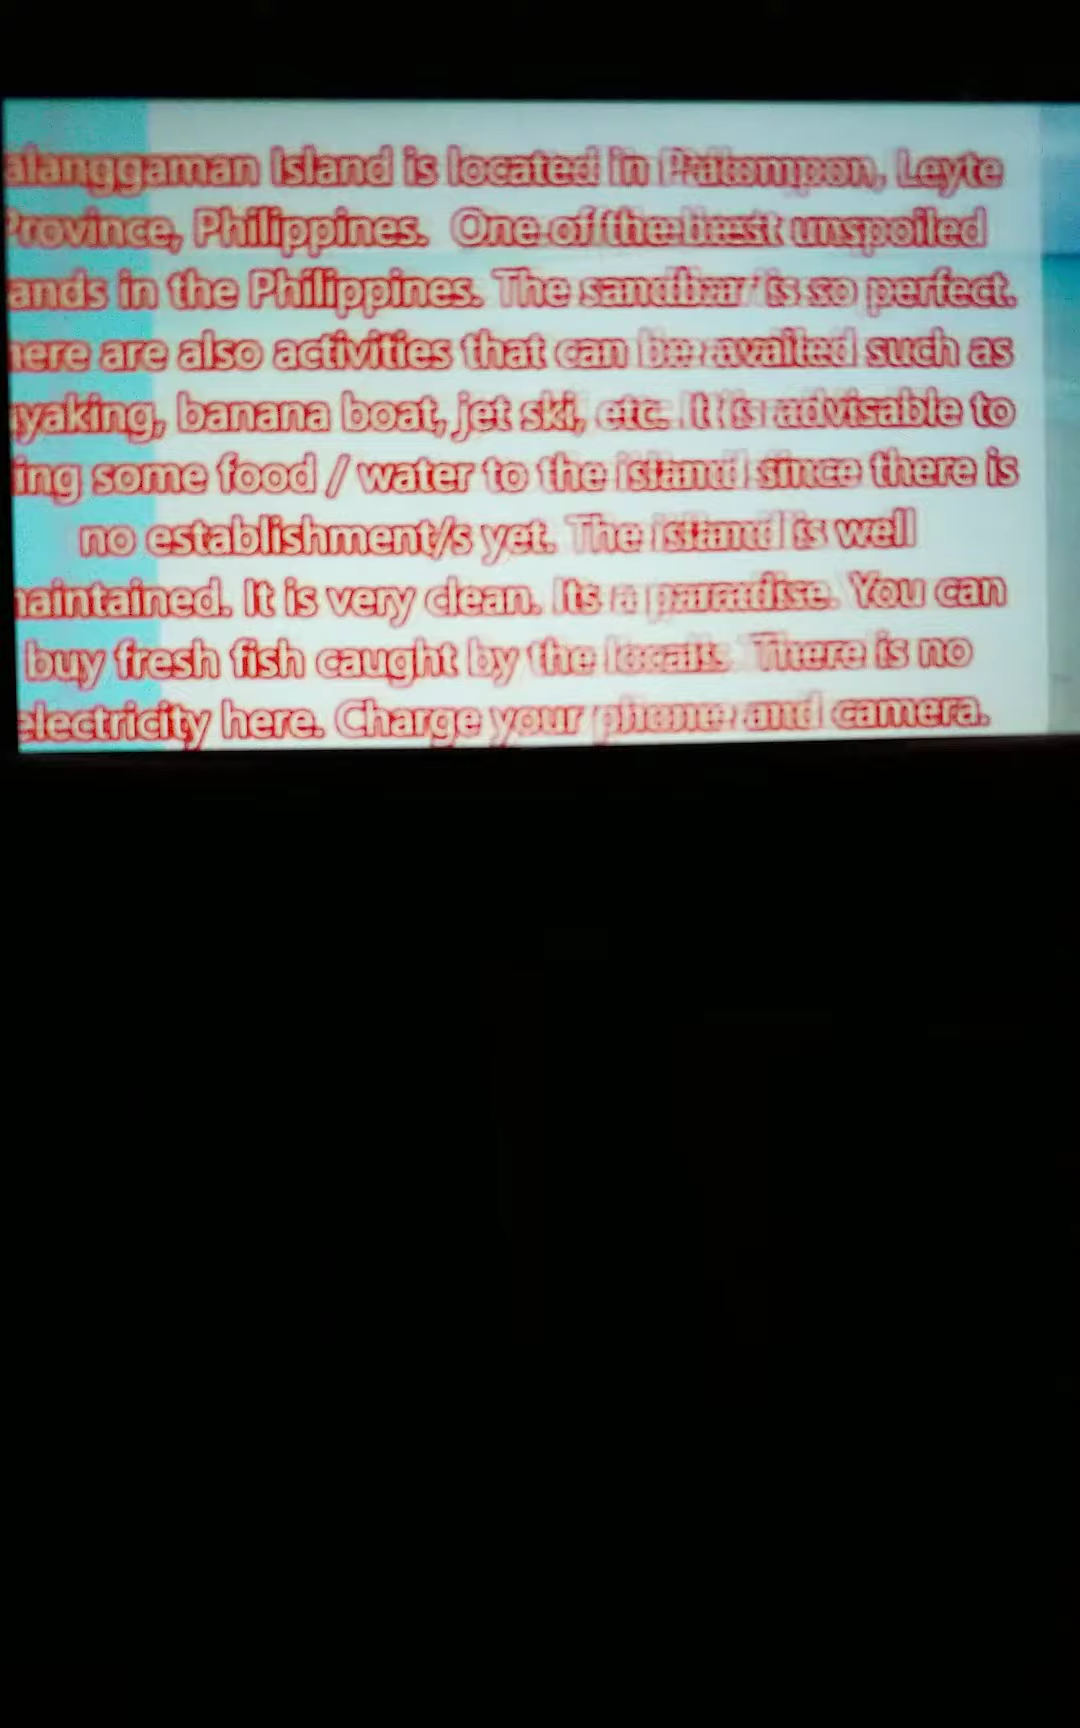 alanggaman Island is located in Palompon, Leyte
Province, Philippines. One of the best unspoiled
ands in the Philippines. The sandbar is so perfect.
here are also activities that can be availed such as
yaking, banana boat, jet ski, etc. It is advisable to
ing some food / water to the island since there is
no establishment/s yet. The island is well
aintained. It is very clean. Its a paradise. You can
buy fresh fish caught by the locals. There is no
electricity here. Charge your phone and camera.